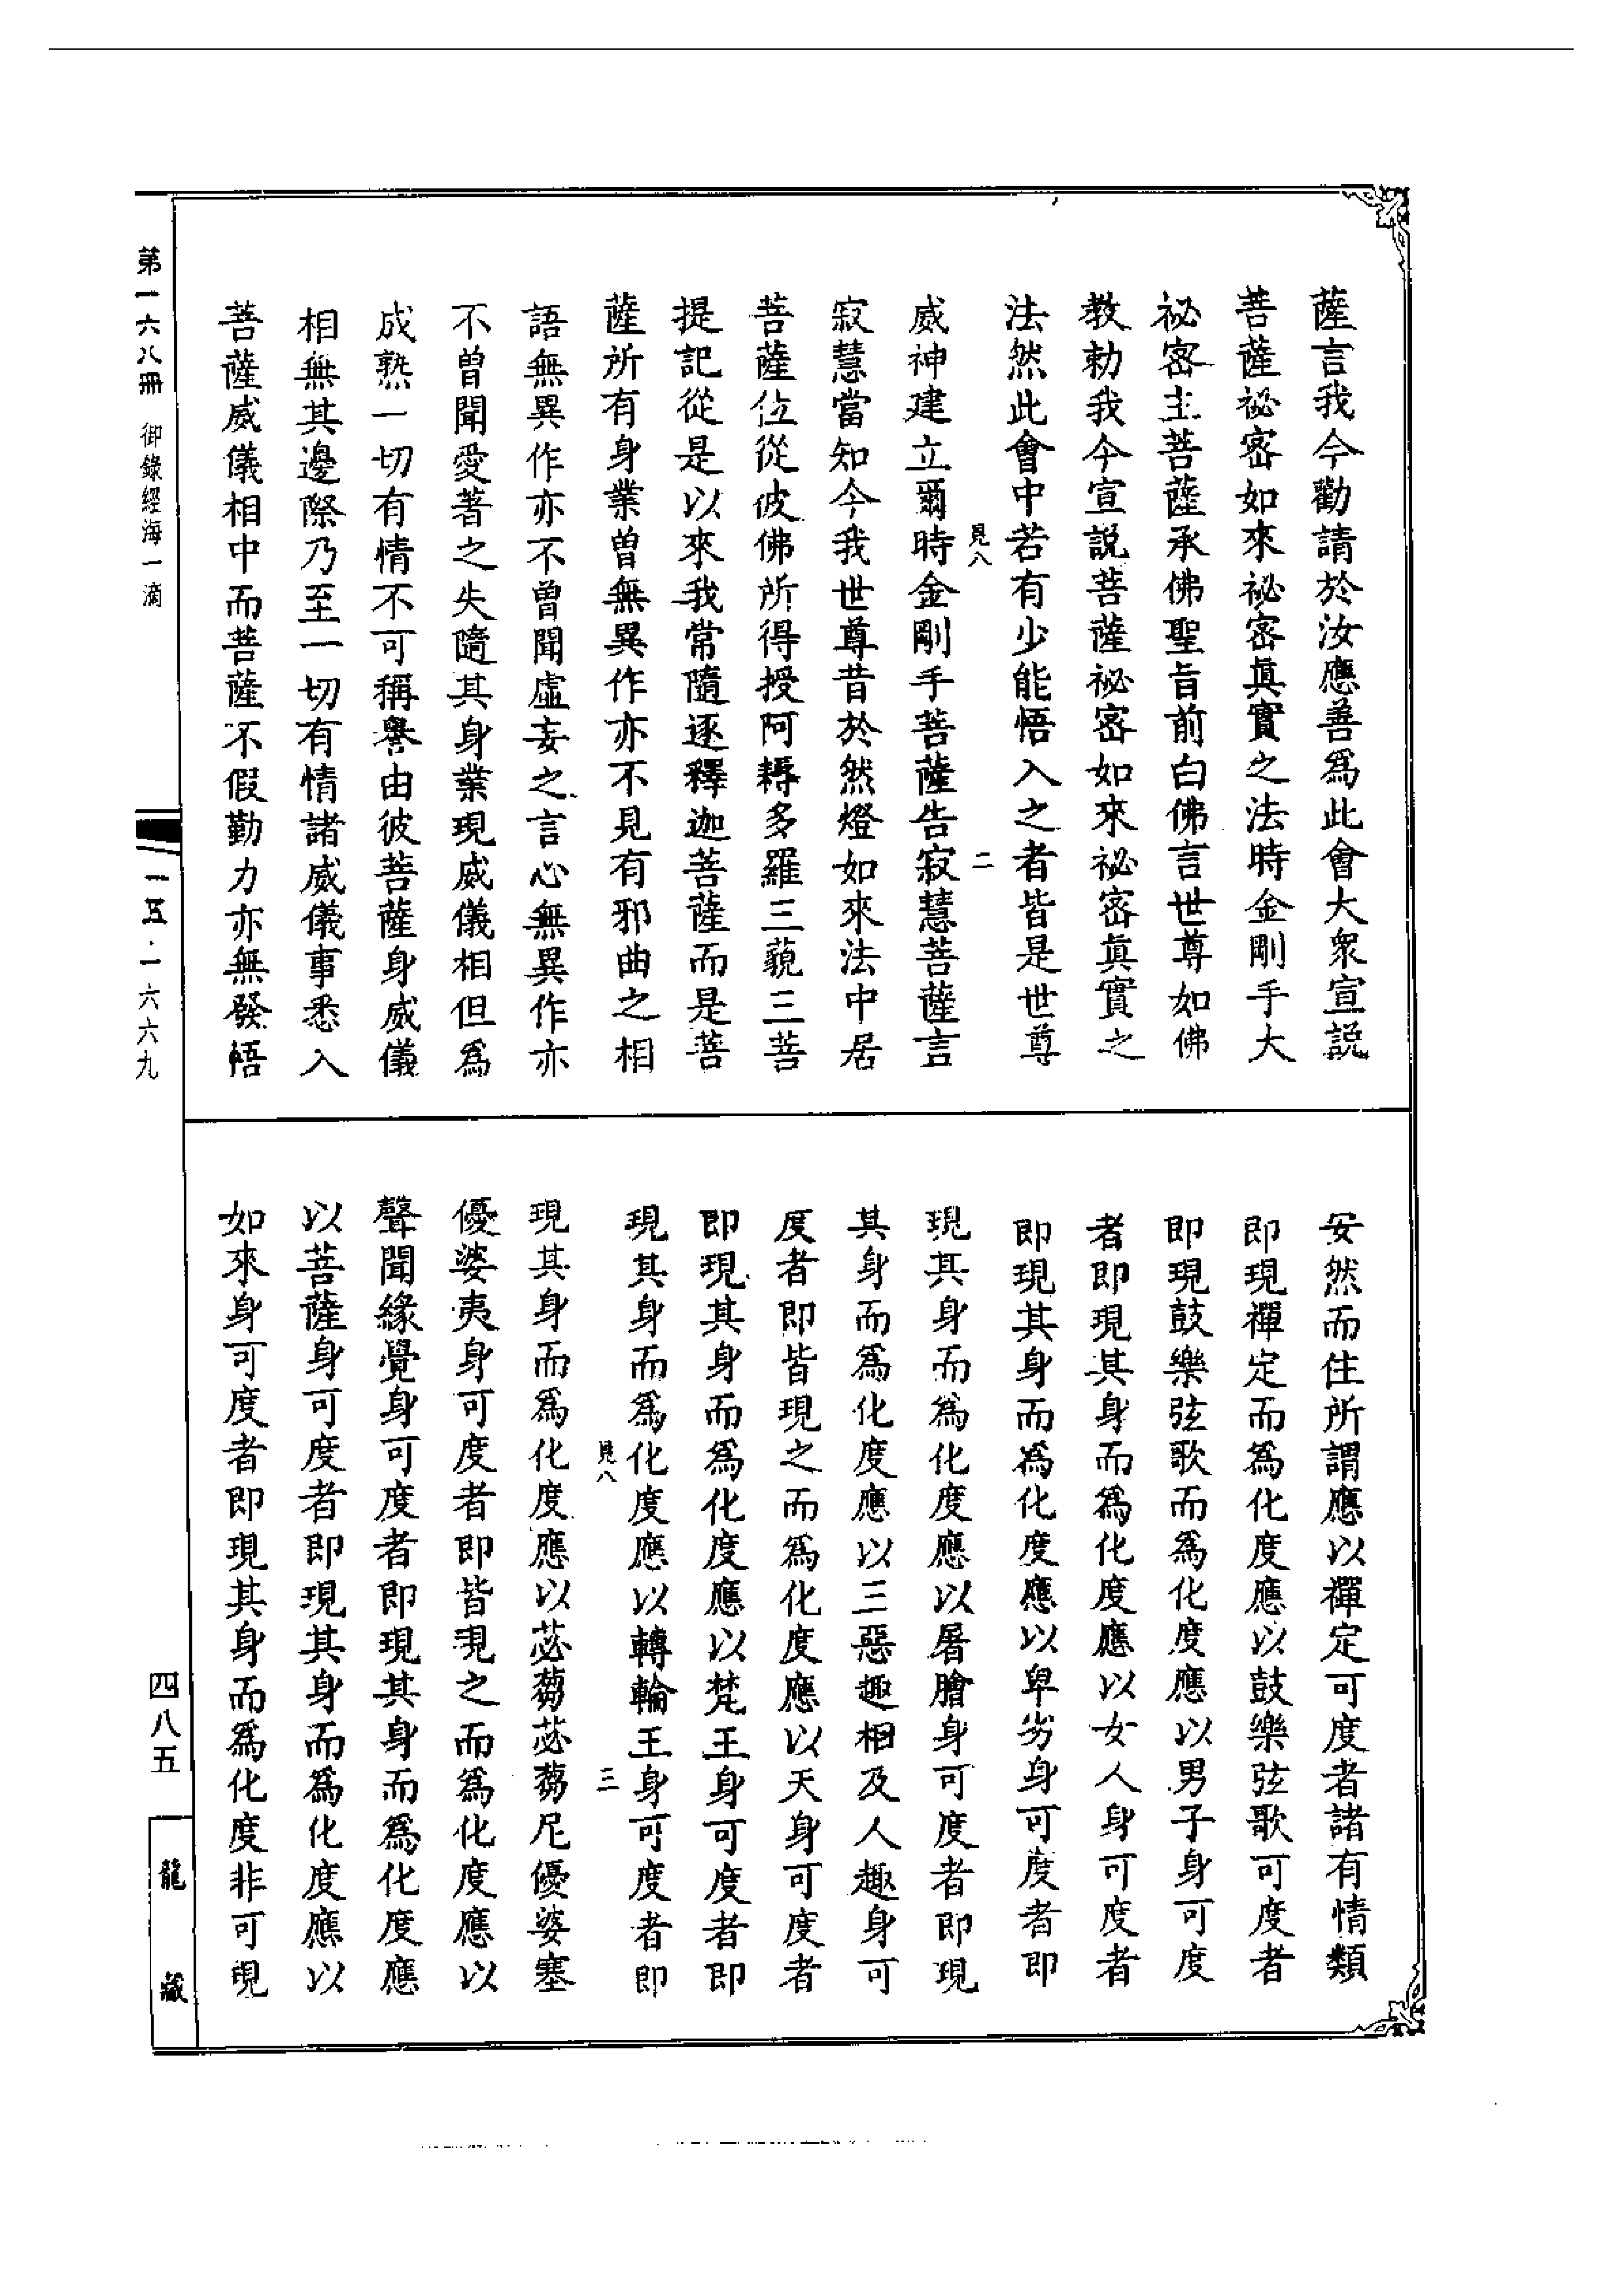 薩言我今勸請於汝應善爲此會大衆宣説
菩薩祕密如來祕密眞實之法時金剛手大
祕密主菩薩承佛聖旨前白佛言世尊如佛
教勅我今宣説菩薩祕密如來祕密眞實之
法然此會中若有少能悟入之者皆是世尊
見八 二
威神建立爾時金剛手菩薩告寂慧菩薩言
寂慧當知今我世尊昔於然燈如來法中居
菩薩位從彼佛所得授阿耨多羅三藐三菩
提記從是以來我常隨逐釋迦菩薩而是菩
薩所有身業曾無異作亦不見有邪曲之相
語無異作亦不曾聞虛妄之言心無異作亦
不曾聞愛著之失隨其身業現威儀相但爲
成熟一切有情不可稱譽由彼菩薩身威儀
相無其邊際乃至一切有情諸威儀事悉入
菩薩威儀相中而菩薩不假勤力亦無發悟
安然而住所謂應以禪定可度者諸有情類
即現禪定而爲化度應以鼓樂弦歌可度者
即現鼓樂弦歌而爲化度應以男子身可度
者即現其身而爲化度應以女人身可度者
即現其身而爲化度應以卑劣身可度者即
現其身而爲化度應以屠膾身可度者即現
其身而爲化度應以三惡趣相及人趣身可
度者即皆現之而爲化度應以天身可度者
即現其身而爲化度應以梵王身可度者即
現其身而爲化度應以轉輪王身可度者即
見八 三
現其身而爲化度應以苾蒭苾蒭尼優婆塞
優婆夷身可度者即皆現之而爲化度應以
聲聞緣覺身可度者即現其身而爲化度應
以菩薩身可度者即現其身而爲化度應以
如來身可度者即現其身而爲化度非可現
第一六八冊 御錄經海一滴
一五·一六六九
四八五
龍藏